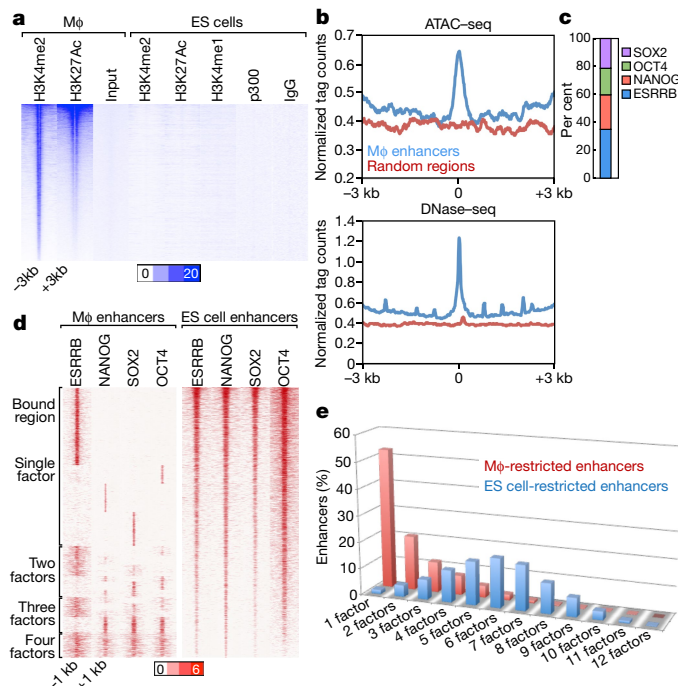 a
Mϕ ES cells
H3K4me2
H3K27Ac
Input
H3K4me2
H3K27Ac
H3K4me1
p300
IgG
–3kb
+3kb
0 20
b
ATAC–seq
Normalized tag counts
0.7
0.6
0.5
0.4
0.3
0.2
Mϕ enhancers
Random regions
–3 kb 0 +3 kb
DNase–seq
Normalized tag counts
1.4
1.2
1.0
0.8
0.6
0.4
0.2
0
–3 kb 0 +3 kb
c
Per cent
100
80
60
40
20
0
SOX2
OCT4
NANOG
ESRRB
d
Mϕ enhancers ES cell enhancers
ESRRB
NANOG
SOX2
OCT4
ESRRB
NANOG
SOX2
OCT4
Bound
region
Single
factor
Two
factors
Three
factors
Four
factors
–1 kb
+1 kb
0 6
e
Enhancers (%)
60
50
40
30
20
10
0
Mϕ-restricted enhancers
ES cell-restricted enhancers
1 factor
2 factors
3 factors
4 factors
5 factors
6 factors
7 factors
8 factors
9 factors
10 factors
11 factors
12 factors